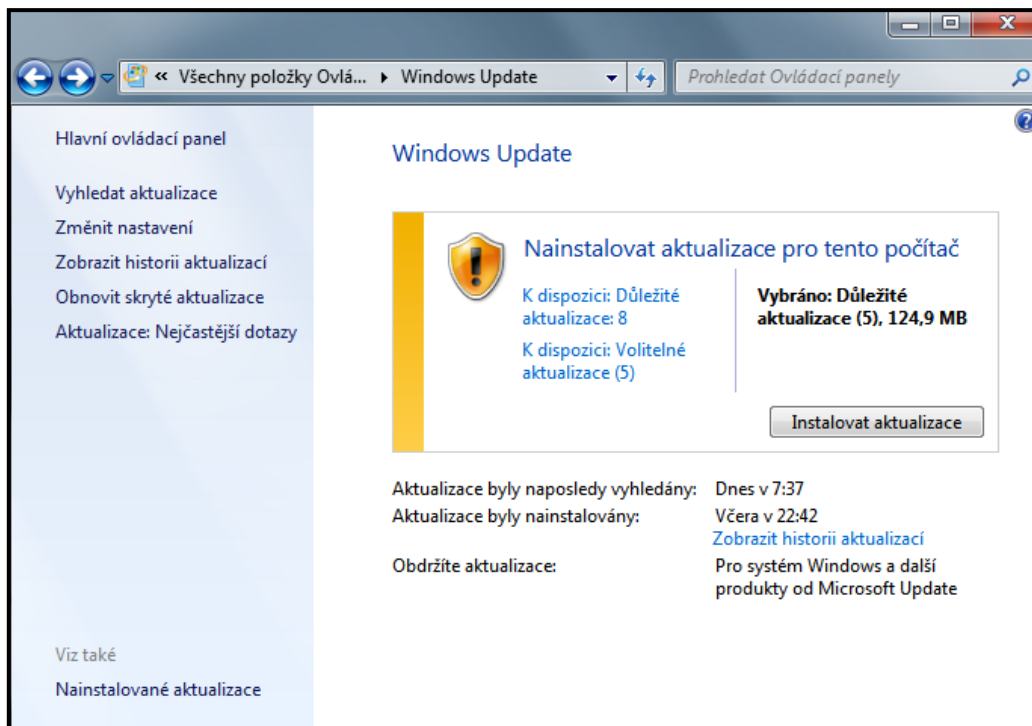 « Všechny položky Ovlá... ▸ Windows Update
Prohledat Ovládací panely
Hlavní ovládací panel
Vyhledat aktualizace
Změnit nastavení
Zobrazit historii aktualizací
Obnovit skryté aktualizace
Aktualizace: Nejčastější dotazy
Viz také
Nainstalované aktualizace
Windows Update
Nainstalovat aktualizace pro tento počítač
K dispozici: Důležité
aktualizace: 8
K dispozici: Volitelné
aktualizace (5)
Vybráno: Důležité
aktualizace (5), 124,9 MB
Instalovat aktualizace
Aktualizace byly naposledy vyhledány: Dnes v 7:37
Aktualizace byly nainstalovány: Včera v 22:42
Zobrazit historii aktualizací
Obdržíte aktualizace: Pro systém Windows a další
produkty od Microsoft Update